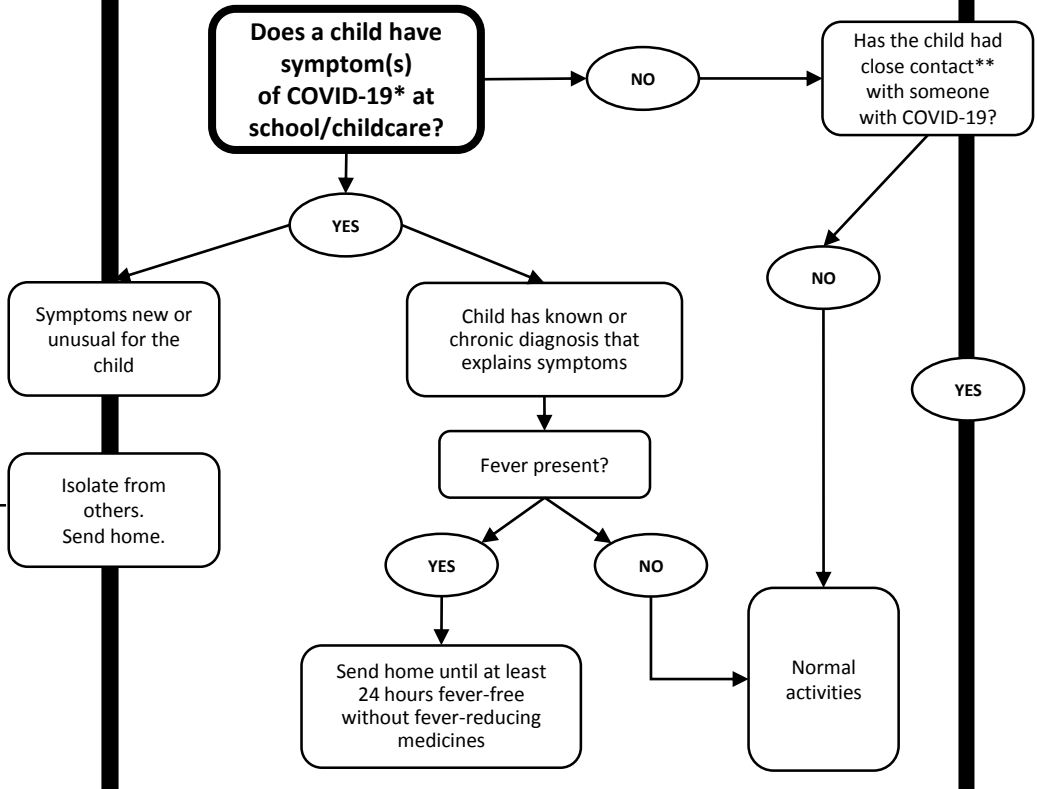 Does a child have
symptom(s)
of COVID-19* at
school/childcare?
NO
Has the child had
close contact**
with someone
with COVID-19?
YES
NO
Symptoms new or
unusual for the
child
Child has known or
chronic diagnosis that
explains symptoms
YES
Fever present?
Isolate from
others.
Send home.
YES
NO
Send home until at least
24 hours fever-free
without fever-reducing
medicines
Normal
activities